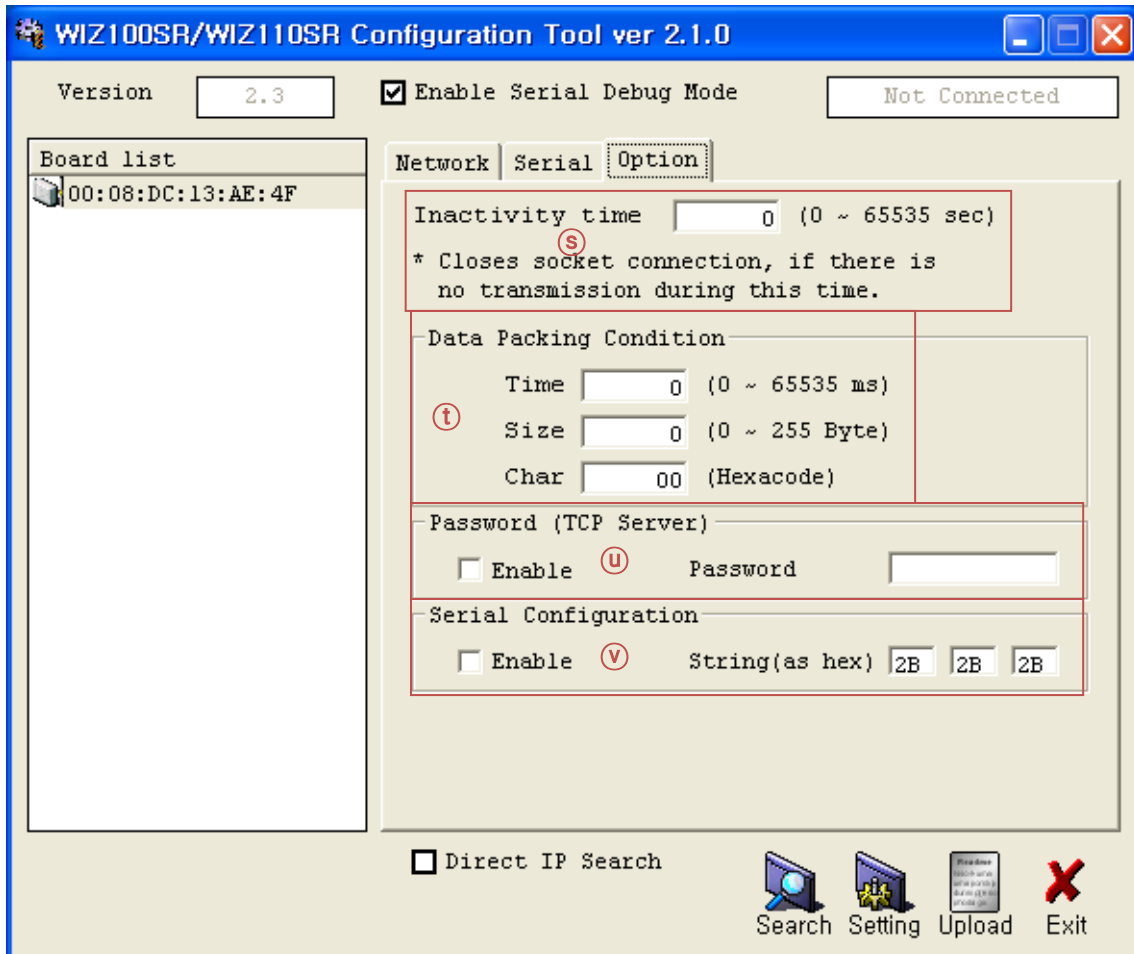 WIZ100SR/WIZ110SR Configuration Tool ver 2.1.0
Version 2.3 Enable Serial Debug Mode Not Connected
Board list
00:08:DC:13:AE:4F
Network Serial Option
Inactivity time 0 (0 ~ 65535 sec)
ⓢ
* Closes socket connection, if there is
no transmission during this time.
Data Packing Condition
Time 0 (0 ~ 65535 ms)
ⓣ
Size 0 (0 ~ 255 Byte)
Char 00 (Hexacode)
Password (TCP Server)
Enable ⓤ Password
Serial Configuration
Enable ⓥ String(as hex) 2B 2B 2B
Direct IP Search
Readme
Search Setting Upload Exit